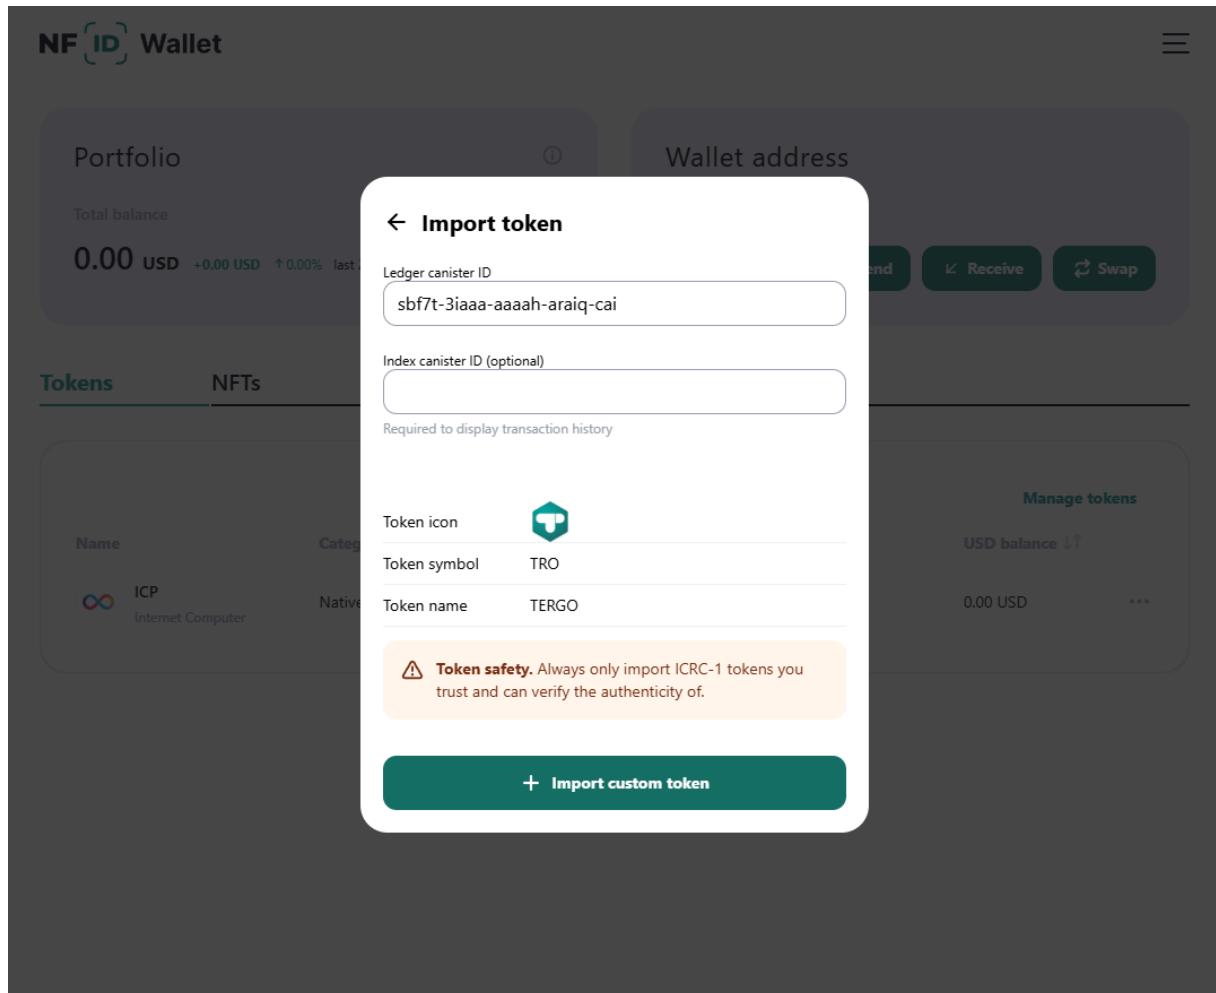 NF ID Wallet
Portfolio
Total balance
0.00 USD +0.00 USD ↑ 0.00% last
Wallet address
Receive
Swap
Tokens
NFTs
Manage tokens
Name
USD balance
ICP
Internet Computer
Native
0.00 USD
← Import token
Ledger canister ID
sbf7t-3iaaa-aaaah-araiq-cai
Index canister ID (optional)
Required to display transaction history
Token icon
Token symbol TRO
Token name TERGO
Token safety. Always only import ICRC-1 tokens you
trust and can verify the authenticity of.
+ Import custom token